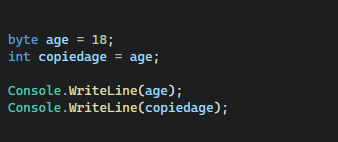 byte age = 18;
int copiedage = age;
Console.WriteLine(age);
Console.WriteLine(copiedage);